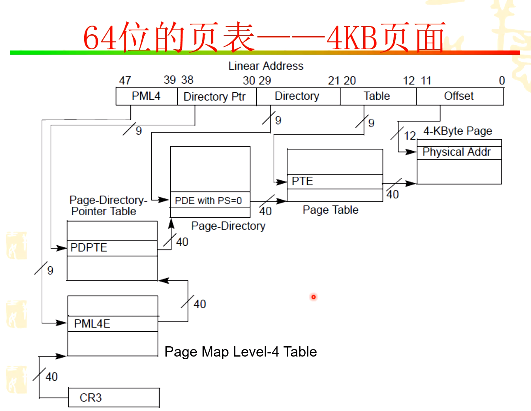 64位的页表——4KB页面
Linear Address
47 39 38 30 29 21 20 12 11 0
PML4 Directory Ptr Directory Table Offset
9 9 9 12 4-KByte Page
Physical Addr
PTE
PDE with PS=0
40 40
Page-Directory-
Pointer Table
Page Table
Page-Directory
PDPTE
40
9
40
PML4E
Page Map Level-4 Table
40
CR3